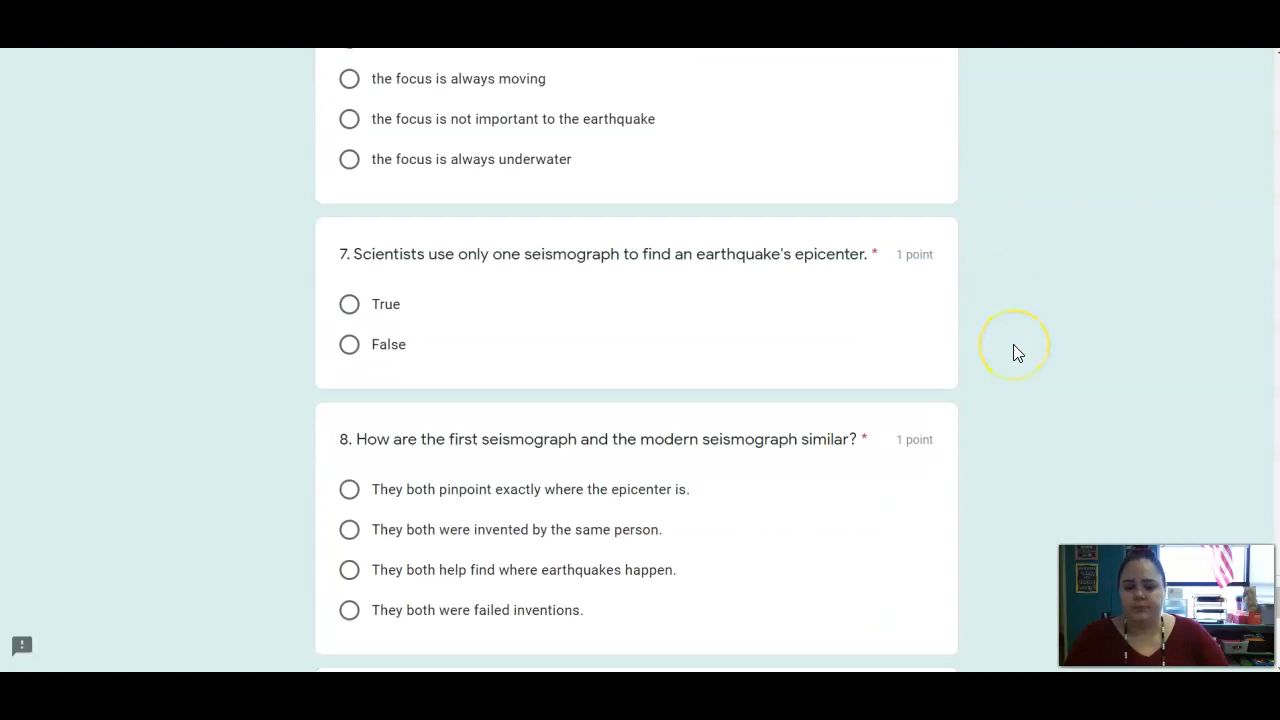 the focus is always moving
the focus is not important to the earthquake
the focus is always underwater
7. Scientists use only one seismograph to find an earthquake's epicenter. * 1 point
True
False
8. How are the first seismograph and the modern seismograph similar? * 1 point
They both pinpoint exactly where the epicenter is.
They both were invented by the same person.
They both help find where earthquakes happen.
They both were failed inventions.